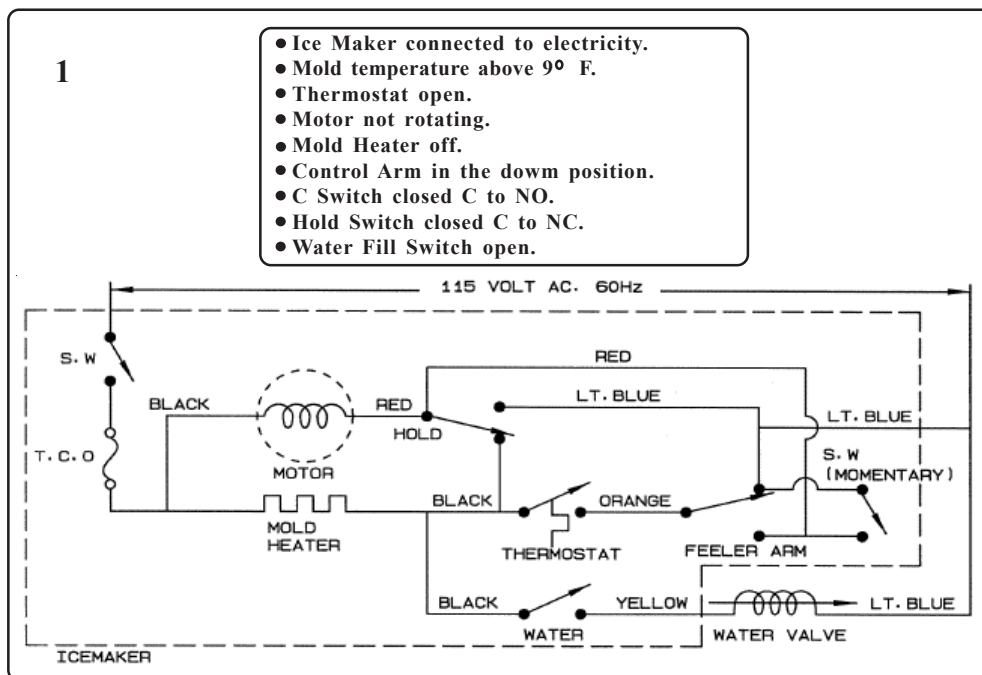 1
● Ice Maker connected to electricity.
● Mold temperature above 9° F.
● Thermostat open.
● Motor not rotating.
● Mold Heater off.
● Control Arm in the dowm position.
● C Switch closed C to NO.
● Hold Switch closed C to NC.
● Water Fill Switch open.
115 VOLT AC. 60Hz
S.W
RED
BLACK
RED
LT. BLUE
HOLD
LT. BLUE
T.C.O
MOTOR
S.W
(MOMENTARY)
BLACK
ORANGE
MOLD
HEATER
THERMOSTAT
FEELER ARM
BLACK
YELLOW
LT. BLUE
WATER
WATER VALVE
ICEMAKER